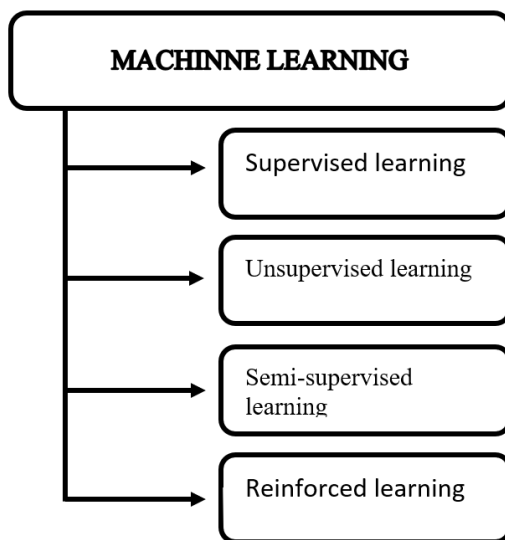 MACHINNE LEARNING
Supervised learning
Unsupervised learning
Semi-supervised
learning
Reinforced learning